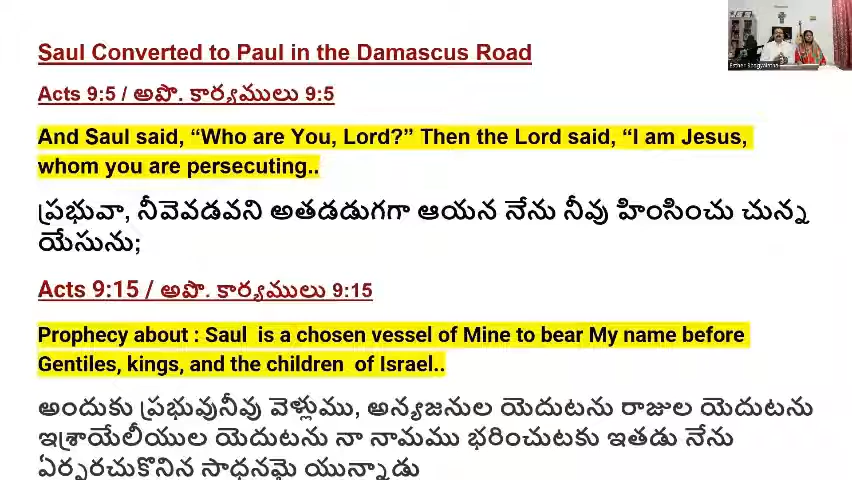 Saul Converted to Paul in the Damascus Road
Acts 9:5 / అపొ. కార్యములు 9:5
And Saul said, “Who are You, Lord?” Then the Lord said, “I am Jesus,
whom you are persecuting..
ప్రభువా, నీవెవడవని అతడడుగగా ఆయన నేను నీవు హింసించు చున్న
యేసును;
Acts 9:15 / అపొ. కార్యములు 9:15
Prophecy about : Saul is a chosen vessel of Mine to bear My name before
Gentiles, kings, and the children of Israel..
అందుకు ప్రభువునీవు వెళ్లుము, అన్యజనుల యెదుటను రాజుల యెదుటను
ఇశ్రాయేలీయుల యెదుటను నా నామము భరించుటకు ఇతడు నేను
ఏర్పరచుకొనిన సాధనమై యున్నాడు